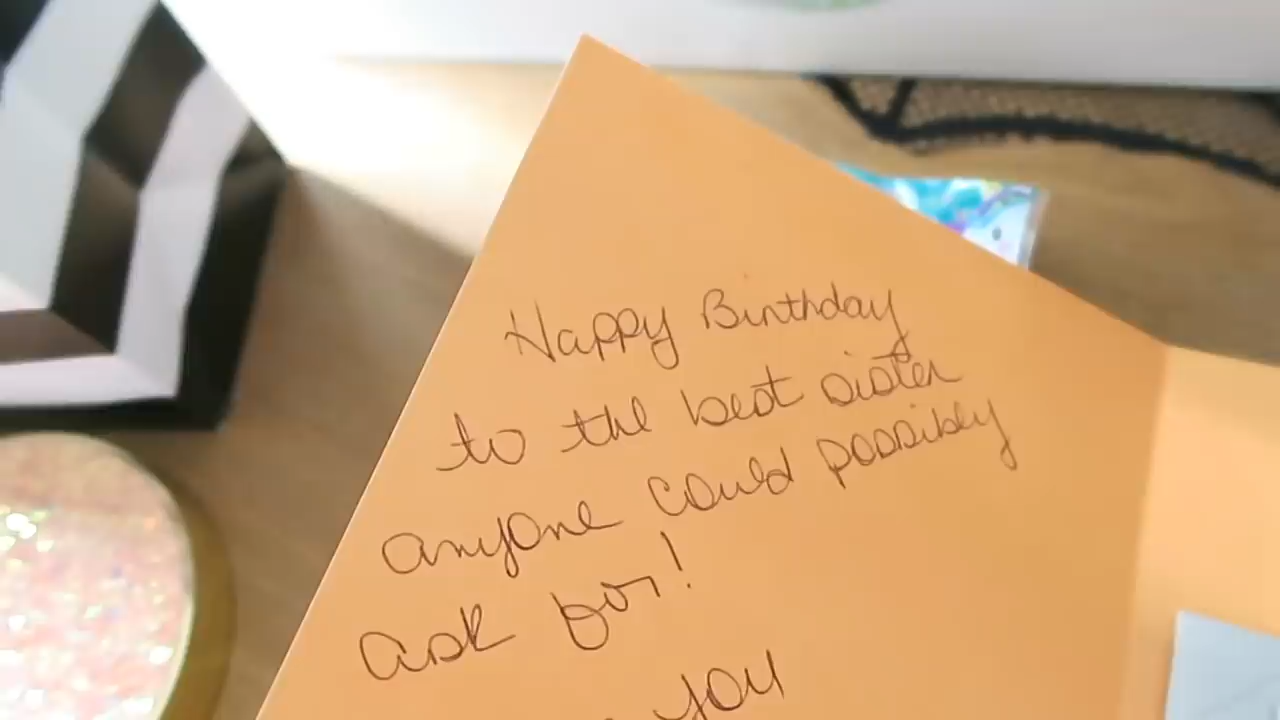 Happy Birthday
to the best sister
anyone could possibly
ask for!
you